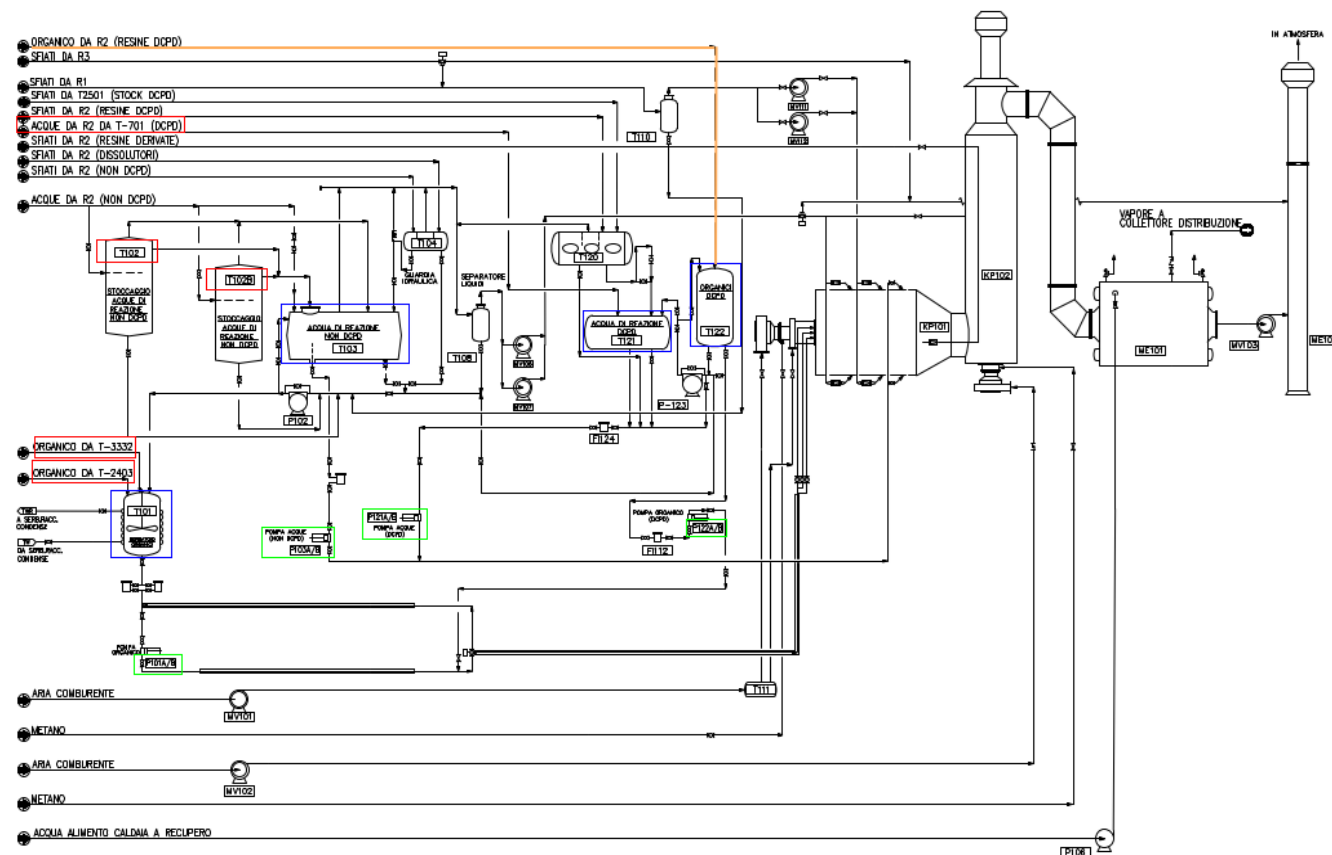 ORGANICO DA R2 (RESINE DCPD)
SFIATI DA R3
SFIATI DA R1
SFIATI DA T2501 (STOCK DCPD)
SFIATI DA R2 (RESINE DCPD)
ACQUE DA R2 DA T-701 (DCPD)
SFIATI DA R2 (RESINE DERIVATE)
SFIATI DA R2 (DISSOLUTORI)
SFIATI DA R2 (NON DCPD)
ACQUE DA R2 (NON DCPD)
IN ATMOSFERA
MV111
T110
VAPORE A
COLLETTORE DISTRIBUZIONE
T102
T102B
T104
GUARDIA
IDRAULICA
SEPARATORE
LIQUIDI
T120
ORGANICI
DCPD
T122
KP102
STOCCAGGIO
ACQUE DI
REAZIONE
NON DCPD
STOCCAGGIO
ACQUE DI
REAZIONE
NON DCPD
ACQUA DI REAZIONE
NON DCPD
T103
T108
ACQUA DI REAZIONE
DCPD
T121
KP101
ME101
MV103
P102
P-123
F1124
ORGANICO DA T-3332
ORGANICO DA T-2403
T101
A SERB.RACC.
CONDENSE
DA SERB.RACC.
CONDENSE
POMPA ACQUE
(NON DCPD)
P103A/B
P121A/B
POMPA ACQUE
(DCPD)
POMPA ORGANICO
(DCPD)
P122A/B
F1112
POMPA
ORGANICO
P101A/B
ARIA COMBURENTE
MV101
T111
METANO
ARIA COMBURENTE
MV102
METANO
ACQUA ALIMENTO CALDAIA A RECUPERO
P106